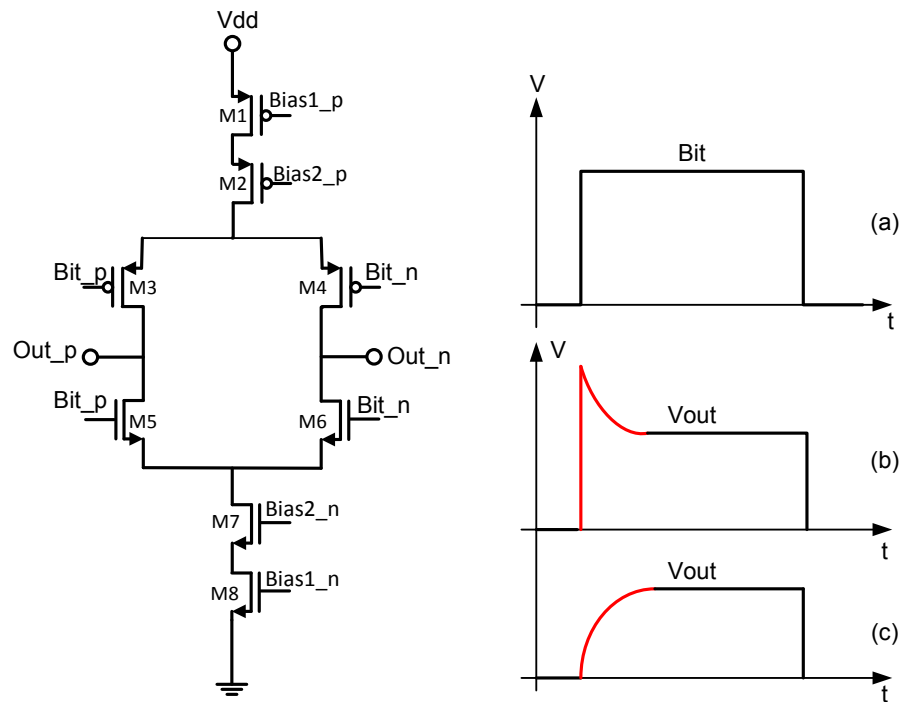 Vdd
M1
Bias1_p
M2
Bias2_p
Bit_p
M3
M4
Bit_n
Out_p
Out_n
Bit_p
M5
M6
Bit_n
M7
Bias2_n
M8
Bias1_n
V
Bit
(a)
t
V
Vout
(b)
t
Vout
(c)
t